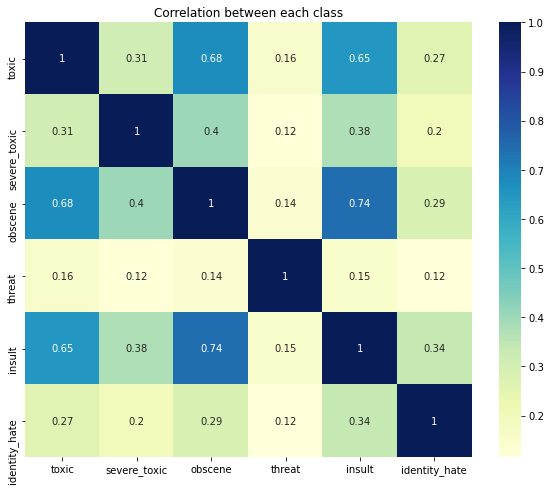 Correlation between each class
toxic 1 0.31 0.68 0.16 0.65 0.27
severe_toxic 0.31 1 0.4 0.12 0.38 0.2
obscene 0.68 0.4 1 0.14 0.74 0.29
threat 0.16 0.12 0.14 1 0.15 0.12
insult 0.65 0.38 0.74 0.15 1 0.34
identity_hate 0.27 0.2 0.29 0.12 0.34 1
toxic severe_toxic obscene threat insult identity_hate
1.0
0.9
0.8
0.7
0.6
0.5
0.4
0.3
0.2